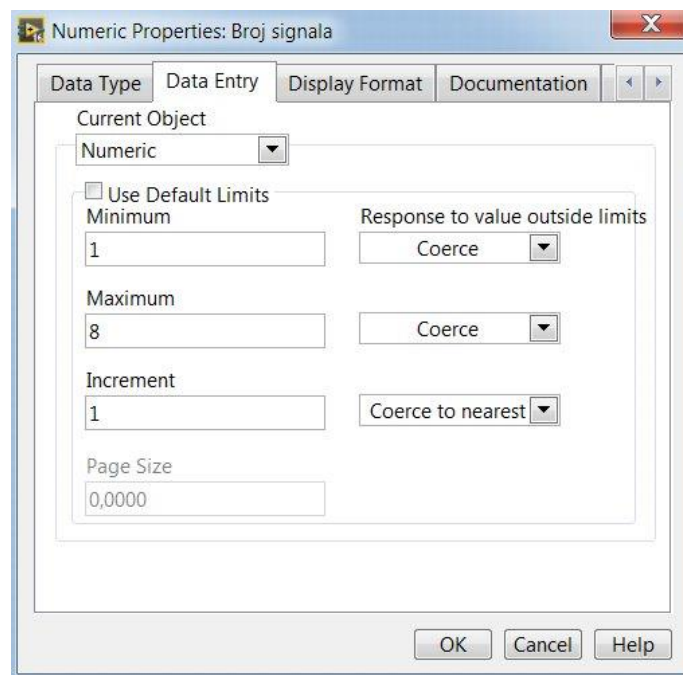 Numeric Properties: Broj signala
Data Type Data Entry Display Format Documentation
Current Object
Numeric
Use Default Limits
Minimum Response to value outside limits
1 Coerce
Maximum
8 Coerce
Increment
1 Coerce to nearest
Page Size
0,0000
OK Cancel Help